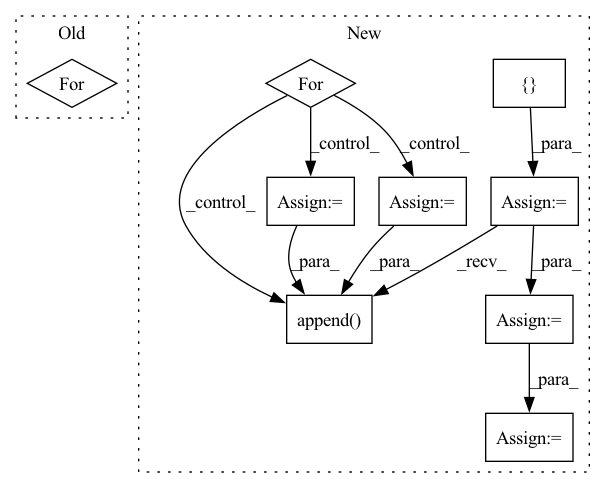 Old
New
For
For
{}
_control_
_control_
_para_
_control_
Assign:=
Assign:=
Assign:=
_para_
_para_
_recv_
_para_
append()
Assign:=
_para_
Assign:=